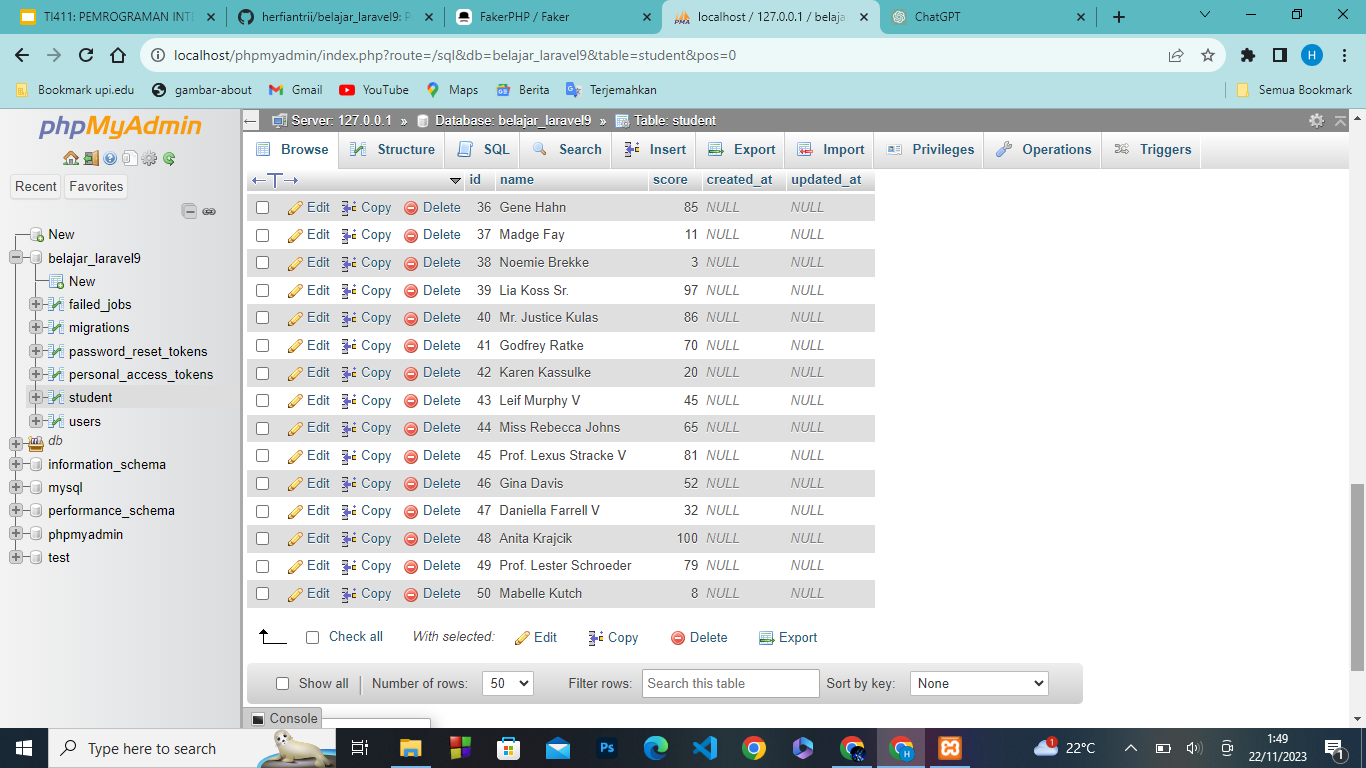 TI411: PEMROGRAMAN INTE
herfiantrii/belajar_laravel9: P
FakerPHP / Faker
localhost / 127.0.0.1 / belaja
ChatGPT
localhost/phpmyadmin/index.php?route=/sql&db=belajar_laravel9&table=student&pos=0
H
Bookmark upi.edu gambar-about Gmail YouTube Maps Berita Terjemahkan Semua Bookmark
phpMyAdmin
Recent Favorites
New
belajar_laravel9
New
failed_jobs
migrations
password_reset_tokens
personal_access_tokens
student
users
db
information_schema
mysql
performance_schema
phpmyadmin
test
Server: 127.0.0.1 » Database: belajar_laravel9 » Table: student
Browse Structure SQL Search Insert Export Import Privileges Operations Triggers
id name score created_at updated_at
Edit Copy Delete 36 Gene Hahn 85 NULL NULL
Edit Copy Delete 37 Madge Fay 11 NULL NULL
Edit Copy Delete 38 Noemie Brekke 3 NULL NULL
Edit Copy Delete 39 Lia Koss Sr. 97 NULL NULL
Edit Copy Delete 40 Mr. Justice Kulas 86 NULL NULL
Edit Copy Delete 41 Godfrey Ratke 70 NULL NULL
Edit Copy Delete 42 Karen Kassulke 20 NULL NULL
Edit Copy Delete 43 Leif Murphy V 45 NULL NULL
Edit Copy Delete 44 Miss Rebecca Johns 65 NULL NULL
Edit Copy Delete 45 Prof. Lexus Stracke V 81 NULL NULL
Edit Copy Delete 46 Gina Davis 52 NULL NULL
Edit Copy Delete 47 Daniella Farrell V 32 NULL NULL
Edit Copy Delete 48 Anita Krajcik 100 NULL NULL
Edit Copy Delete 49 Prof. Lester Schroeder 79 NULL NULL
Edit Copy Delete 50 Mabelle Kutch 8 NULL NULL
Check all With selected: Edit Copy Delete Export
Show all Number of rows: 50 Filter rows: Search this table Sort by key: None
Console
Type here to search
Ps
H
1
22°C
1:49
22/11/2023
1